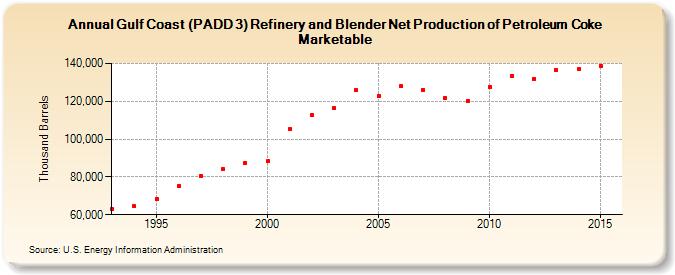 Annual Gulf Coast (PADD 3) Refinery and Blender Net Production of Petroleum Coke
Marketable
Thousand Barrels
140,000
120,000
100,000
80,000
60,000
1995
2000
2005
2010
2015
Source: U.S. Energy Information Administration